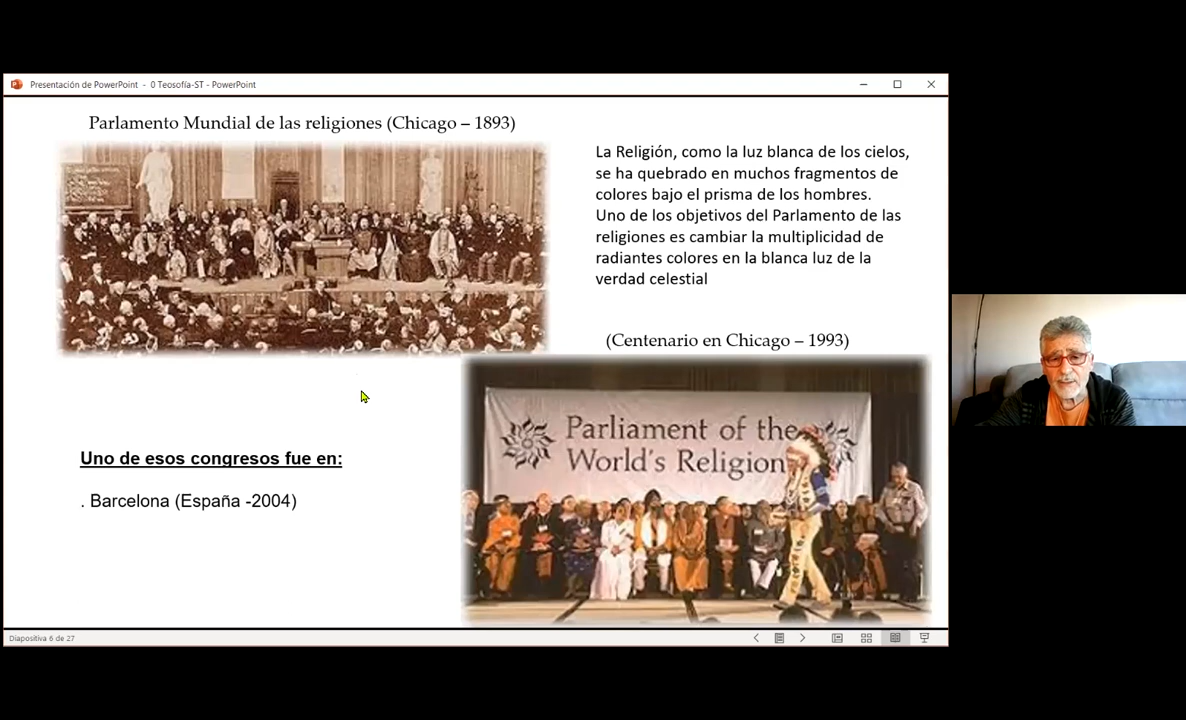 Presentación de PowerPoint - 0 Teosofía-ST - PowerPoint
Parlamento Mundial de las religiones (Chicago – 1893)
La Religión, como la luz blanca de los cielos,
se ha quebrado en muchos fragmentos de
colores bajo el prisma de los hombres.
Uno de los objetivos del Parlamento de las
religiones es cambiar la multiplicidad de
radiantes colores en la blanca luz de la
verdad celestial
(Centenario en Chicago – 1993)
Parliament of the
World's Religion
Uno de esos congresos fue en:
. Barcelona (España -2004)
Diapositiva 6 de 27